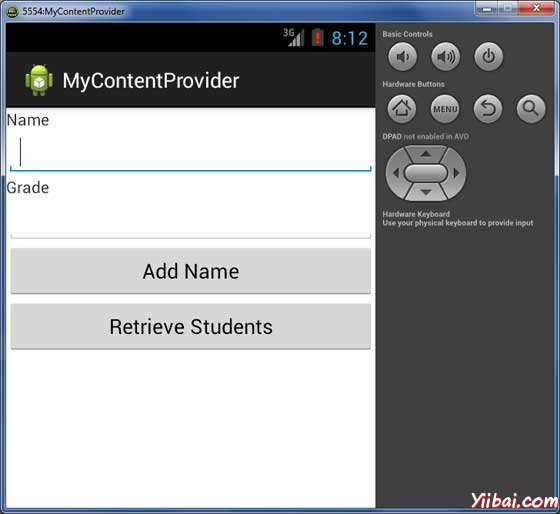 5554:MyContentProvider
3G 8:12
MyContentProvider
Name
Grade
Add Name
Retrieve Students
Basic Controls
Hardware Buttons
MENU
DPAD not enabled in AVD
Hardware Keyboard
Use your physical keyboard to provide input
Yiibai.com